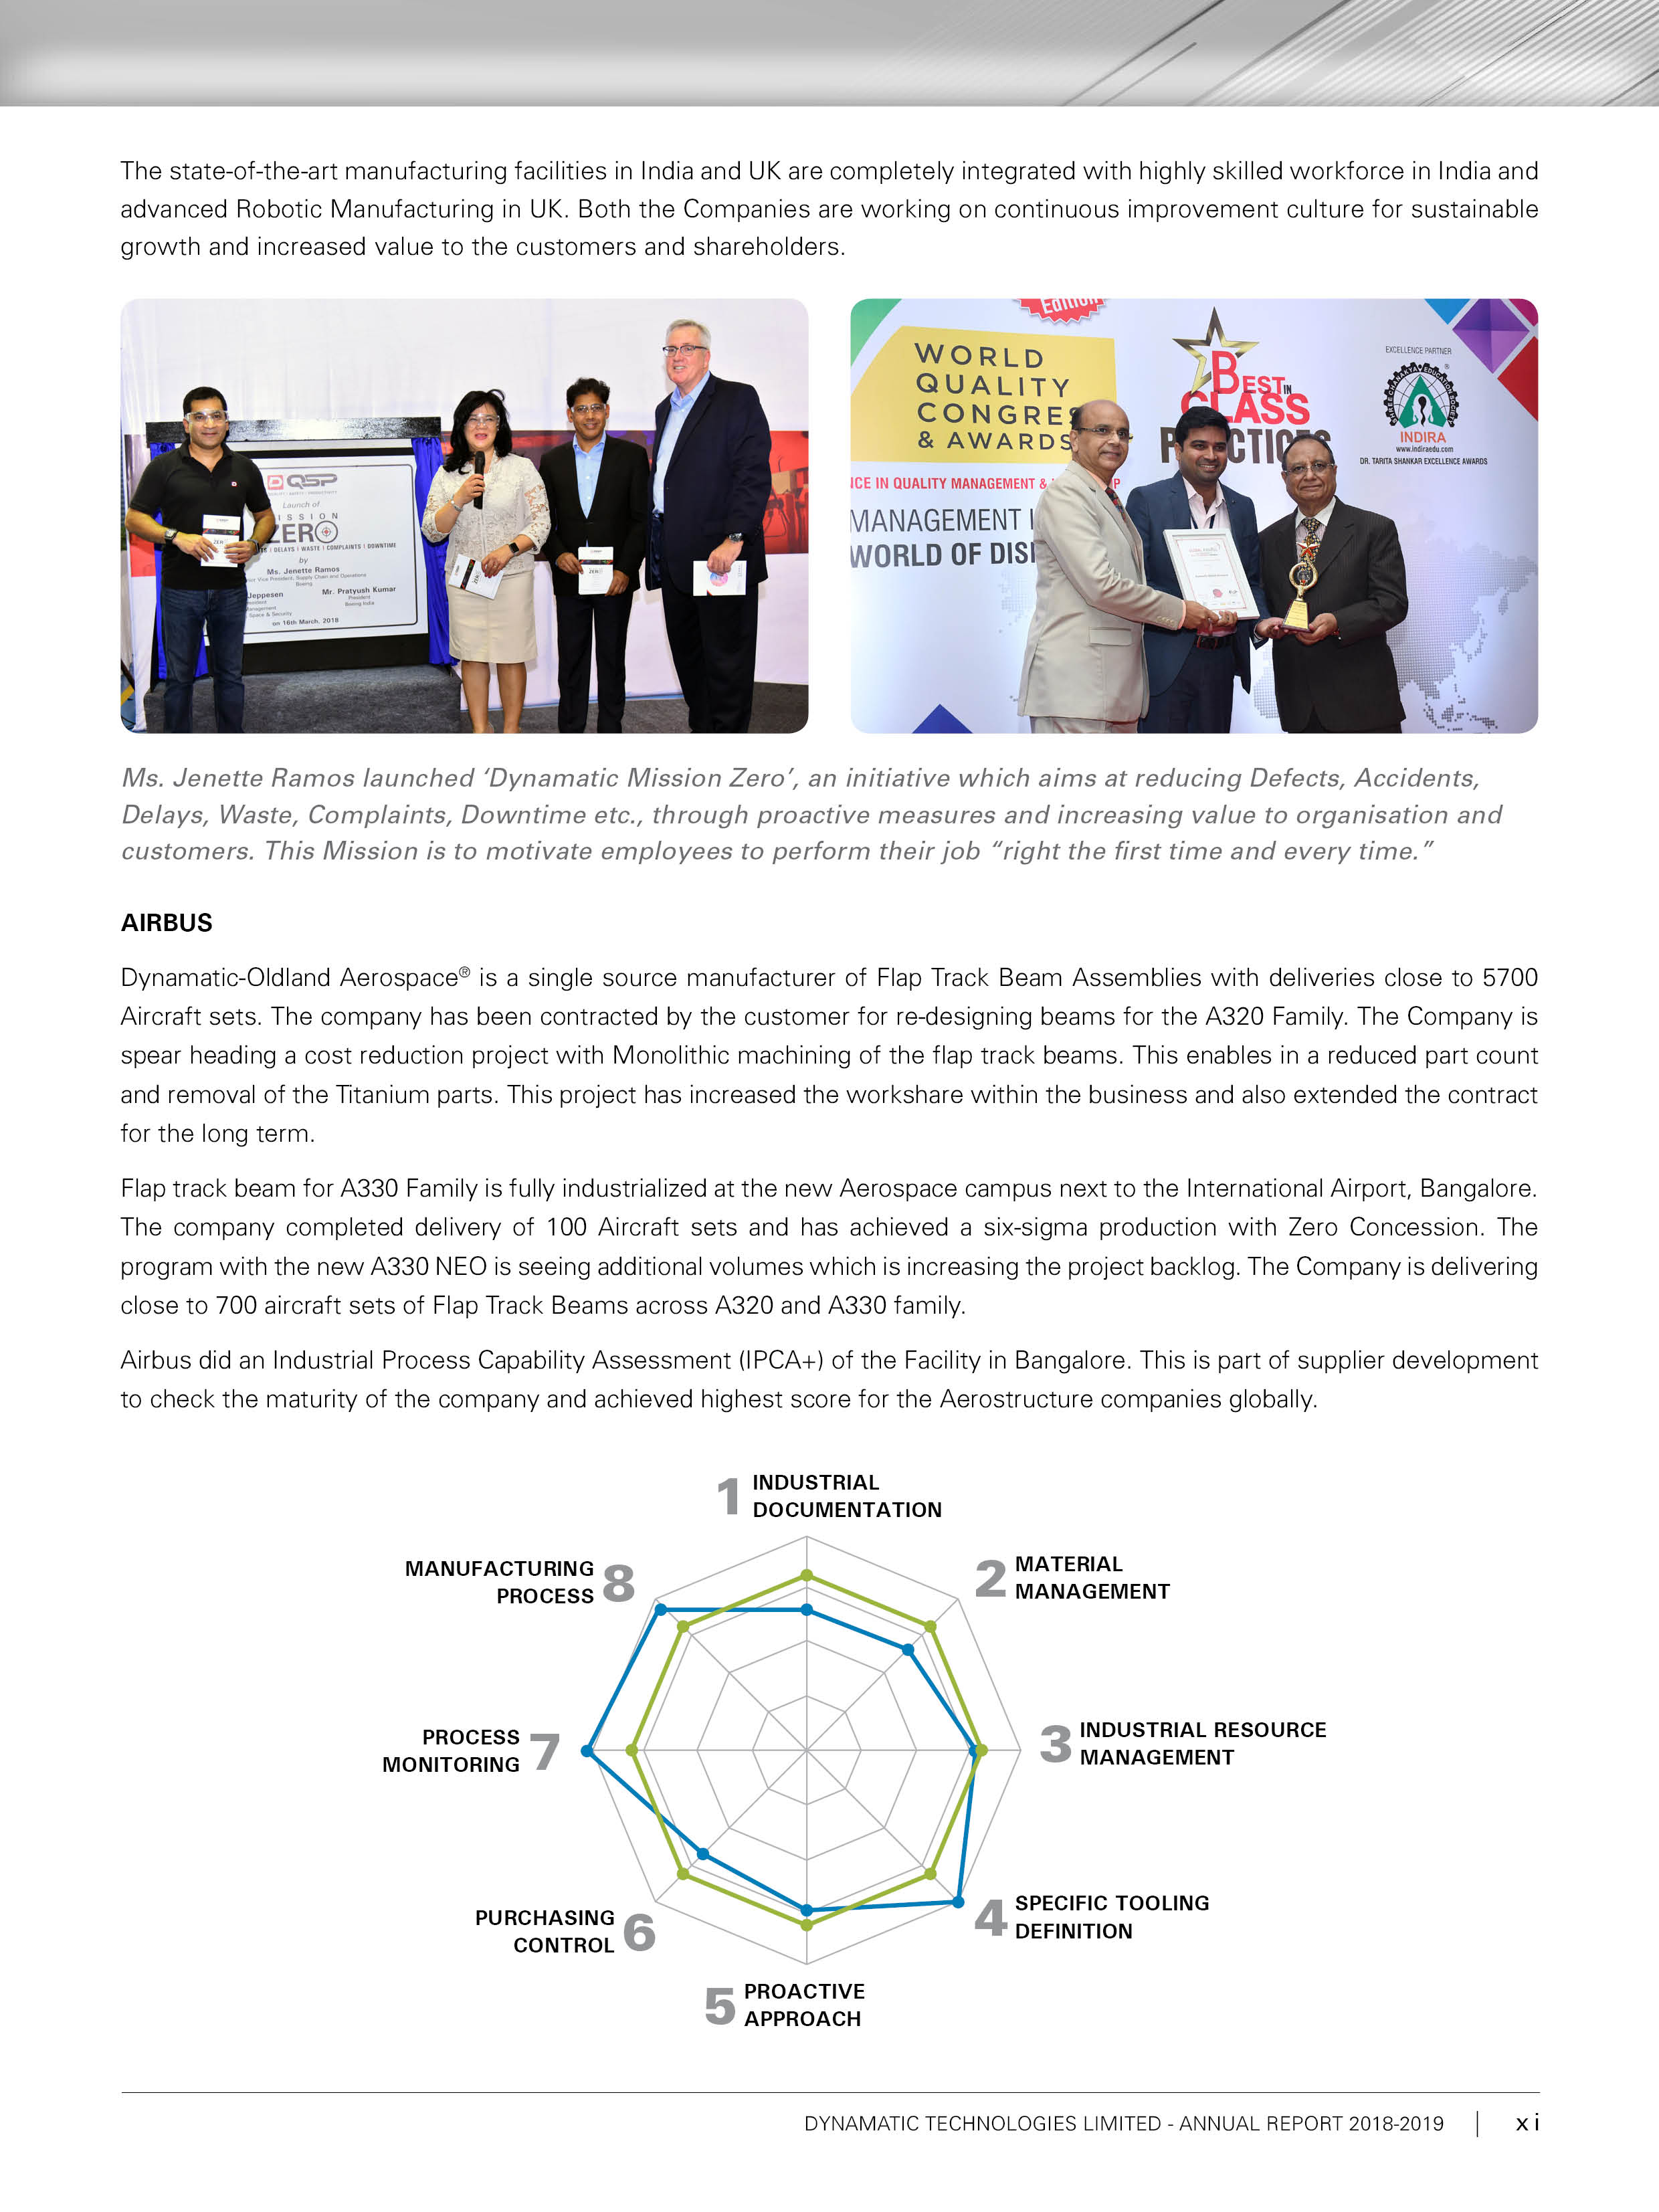 The state-of-the-art manufacturing facilities in India and UK are completely integrated with highly skilled workforce in India and
advanced Robotic Manufacturing in UK. Both the Companies are working on continuous improvement culture for sustainable
growth and increased value to the customers and shareholders.
QSP
Launch of
ISSION
ZERO
DELAYS | WASTE | COMPLAINTS | DOWNTIME
by
Ms. Jenette Ramos
Vice President, Supply Chain and Operations
Boeing
Jeppesen
Mr. Pratyush Kumar
President
Boeing India
Space & Security
on 16th March, 2018
Edition
WORLD
QUALITY
CONGRES
& AWARDS
ICE IN QUALITY MANAGEMENT &
MANAGEMENT I
WORLD OF DISI
BEST IN
CLASS
PRACTICES
EXCELLENCE PARTNER
INDIRA
www.indiraedu.com
DR. TARITA SHANKAR EXCELLENCE AWARDS
Ms. Jenette Ramos launched ‘Dynamatic Mission Zero’, an initiative which aims at reducing Defects, Accidents,
Delays, Waste, Complaints, Downtime etc., through proactive measures and increasing value to organisation and
customers. This Mission is to motivate employees to perform their job “right the first time and every time.”
AIRBUS
Dynamatic-Oldland Aerospace® is a single source manufacturer of Flap Track Beam Assemblies with deliveries close to 5700
Aircraft sets. The company has been contracted by the customer for re-designing beams for the A320 Family. The Company is
spear heading a cost reduction project with Monolithic machining of the flap track beams. This enables in a reduced part count
and removal of the Titanium parts. This project has increased the workshare within the business and also extended the contract
for the long term.
Flap track beam for A330 Family is fully industrialized at the new Aerospace campus next to the International Airport, Bangalore.
The company completed delivery of 100 Aircraft sets and has achieved a six-sigma production with Zero Concession. The
program with the new A330 NEO is seeing additional volumes which is increasing the project backlog. The Company is delivering
close to 700 aircraft sets of Flap Track Beams across A320 and A330 family.
Airbus did an Industrial Process Capability Assessment (IPCA+) of the Facility in Bangalore. This is part of supplier development
to check the maturity of the company and achieved highest score for the Aerostructure companies globally.
1 INDUSTRIAL
DOCUMENTATION
2 MATERIAL
MANAGEMENT
3 INDUSTRIAL RESOURCE
MANAGEMENT
4 SPECIFIC TOOLING
DEFINITION
5 PROACTIVE
APPROACH
PURCHASING 6
CONTROL
PROCESS 7
MONITORING
MANUFACTURING 8
PROCESS
DYNAMATIC TECHNOLOGIES LIMITED - ANNUAL REPORT 2018-2019 | xi